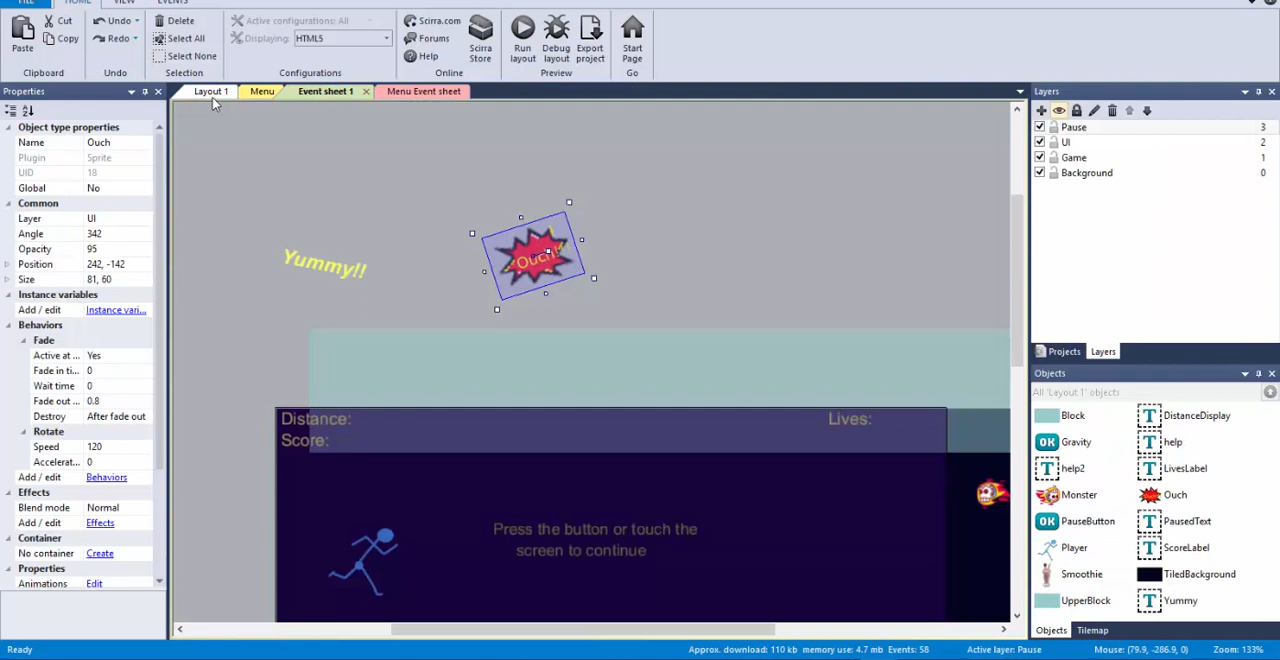 FILE HOME VIEW EVENTS
Paste Cut Copy Clipboard
Undo Redo Undo
Delete Select All Select None Selection
Active configurations: All
Displaying: HTML5
Configurations
Scirra.com Forums Help Scirra Store Online
Run layout Debug layout Export project Preview
Start Page Go
Properties
Layout 1 Menu Event sheet 1 Menu Event sheet
Layers
Object type properties
Name Ouch
Plugin Sprite
UID 18
Global No
Common
Layer UI
Angle 342
Opacity 95
Position 242, -142
Size 81, 60
Instance variables
Add / edit Instance vari...
Behaviors
Fade
Active at ... Yes
Fade in ti... 0
Wait time 0
Fade out ... 0.8
Destroy After fade out
Rotate
Speed 120
Accelerat... 0
Add / edit Behaviors
Effects
Blend mode Normal
Add / edit Effects
Container
No container Create
Properties
Animations Edit
Yummy!!
Ouch!
Distance:
Score:
Lives:
Press the button or touch the
screen to continue
Pause 3
UI 2
Game 1
Background 0
Projects Layers
Objects
All 'Layout 1' objects
Block DistanceDisplay
OK Gravity T help
T help2 T LivesLabel
Monster Ouch
OK PauseButton T PausedText
Player T ScoreLabel
Smoothie TiledBackground
UpperBlock T Yummy
Objects Tilemap
Ready
Approx. download: 110 kb memory use: 4.7 mb Events: 58
Active layer: Pause
Mouse: (79.9, -286.9, 0)
Zoom: 133%